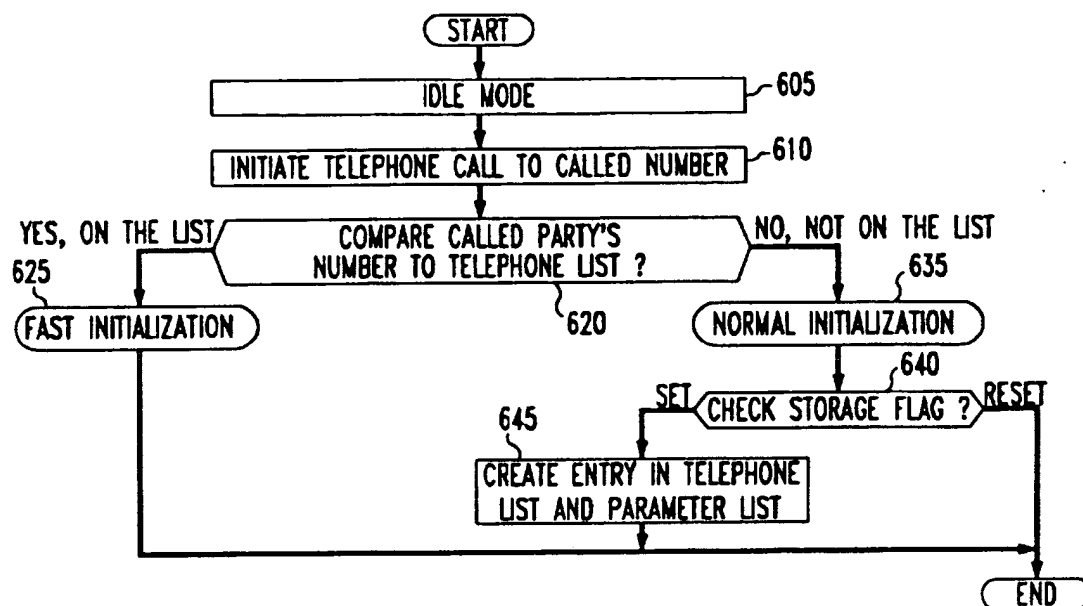 START
IDLE MODE
605
INITIATE TELEPHONE CALL TO CALLED NUMBER
610
YES, ON THE LIST
COMPARE CALLED PARTY'S
NUMBER TO TELEPHONE LIST ?
NO, NOT ON THE LIST
625
620
635
FAST INITIALIZATION
NORMAL INITIALIZATION
640
SET
CHECK STORAGE FLAG ?
RESET
645
CREATE ENTRY IN TELEPHONE
LIST AND PARAMETER LIST
END